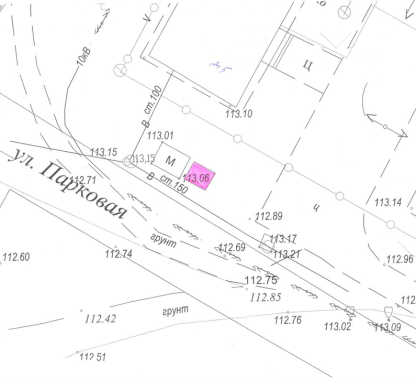 10кВ
V
Ц
В ст.100
113.10
113.01
113.15
113.15
М
113.06
112.71
В ст.150
ул. Парковая
113.14
ч
112.89
грунт
113.17
112.60
112.74
112.69
113.21
112.96
112.75
112.85
112.42
грунт
112.76
113.02
113.09
112.51